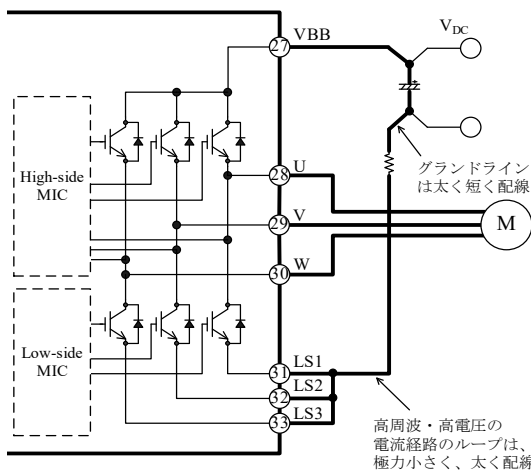 27 VBB
V_DC
High-side
MIC
グランドライン
は太く短く配線
28 U
29 V
M
30 W
Low-side
MIC
31 LS1
32 LS2
33 LS3
高周波・高電圧の
電流経路のループは、
極力小さく、太く配線